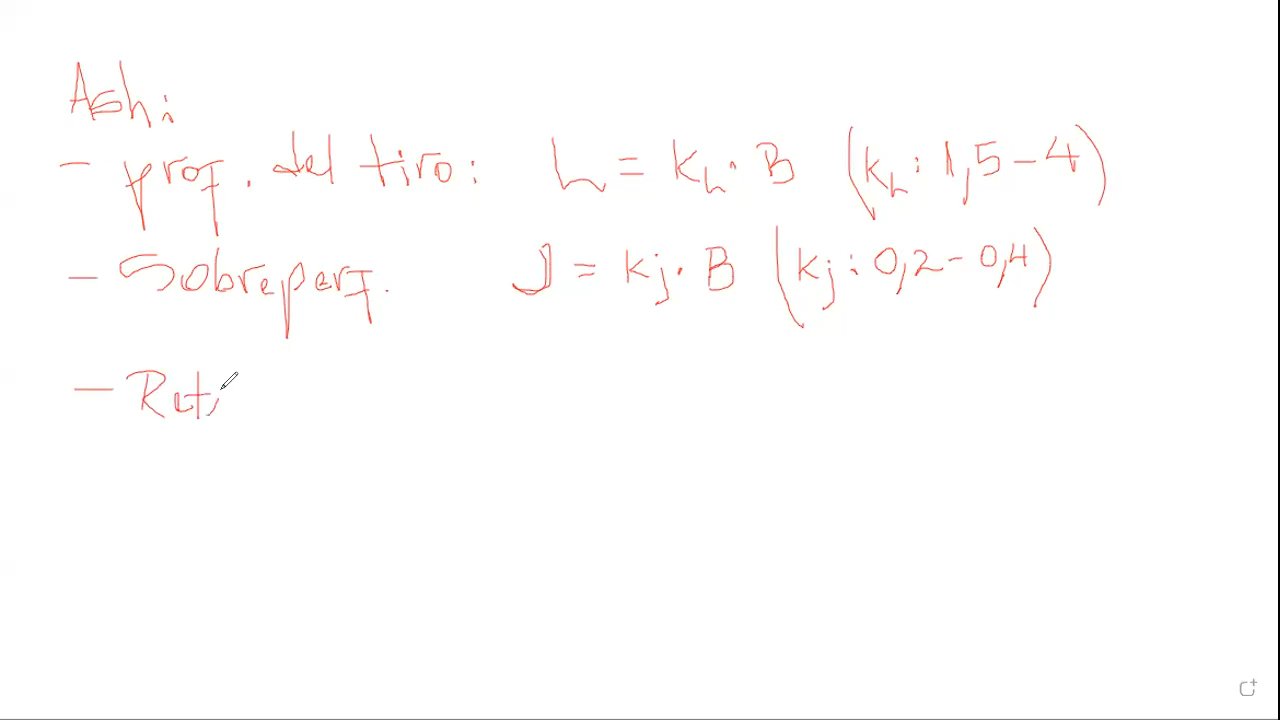 Ash:
- prof. del tiro: L = Kh · B (Kh: 1,5 - 4)
- Sobreperf. J = Kj · B (Kj: 0,2 - 0,4)
- Ret